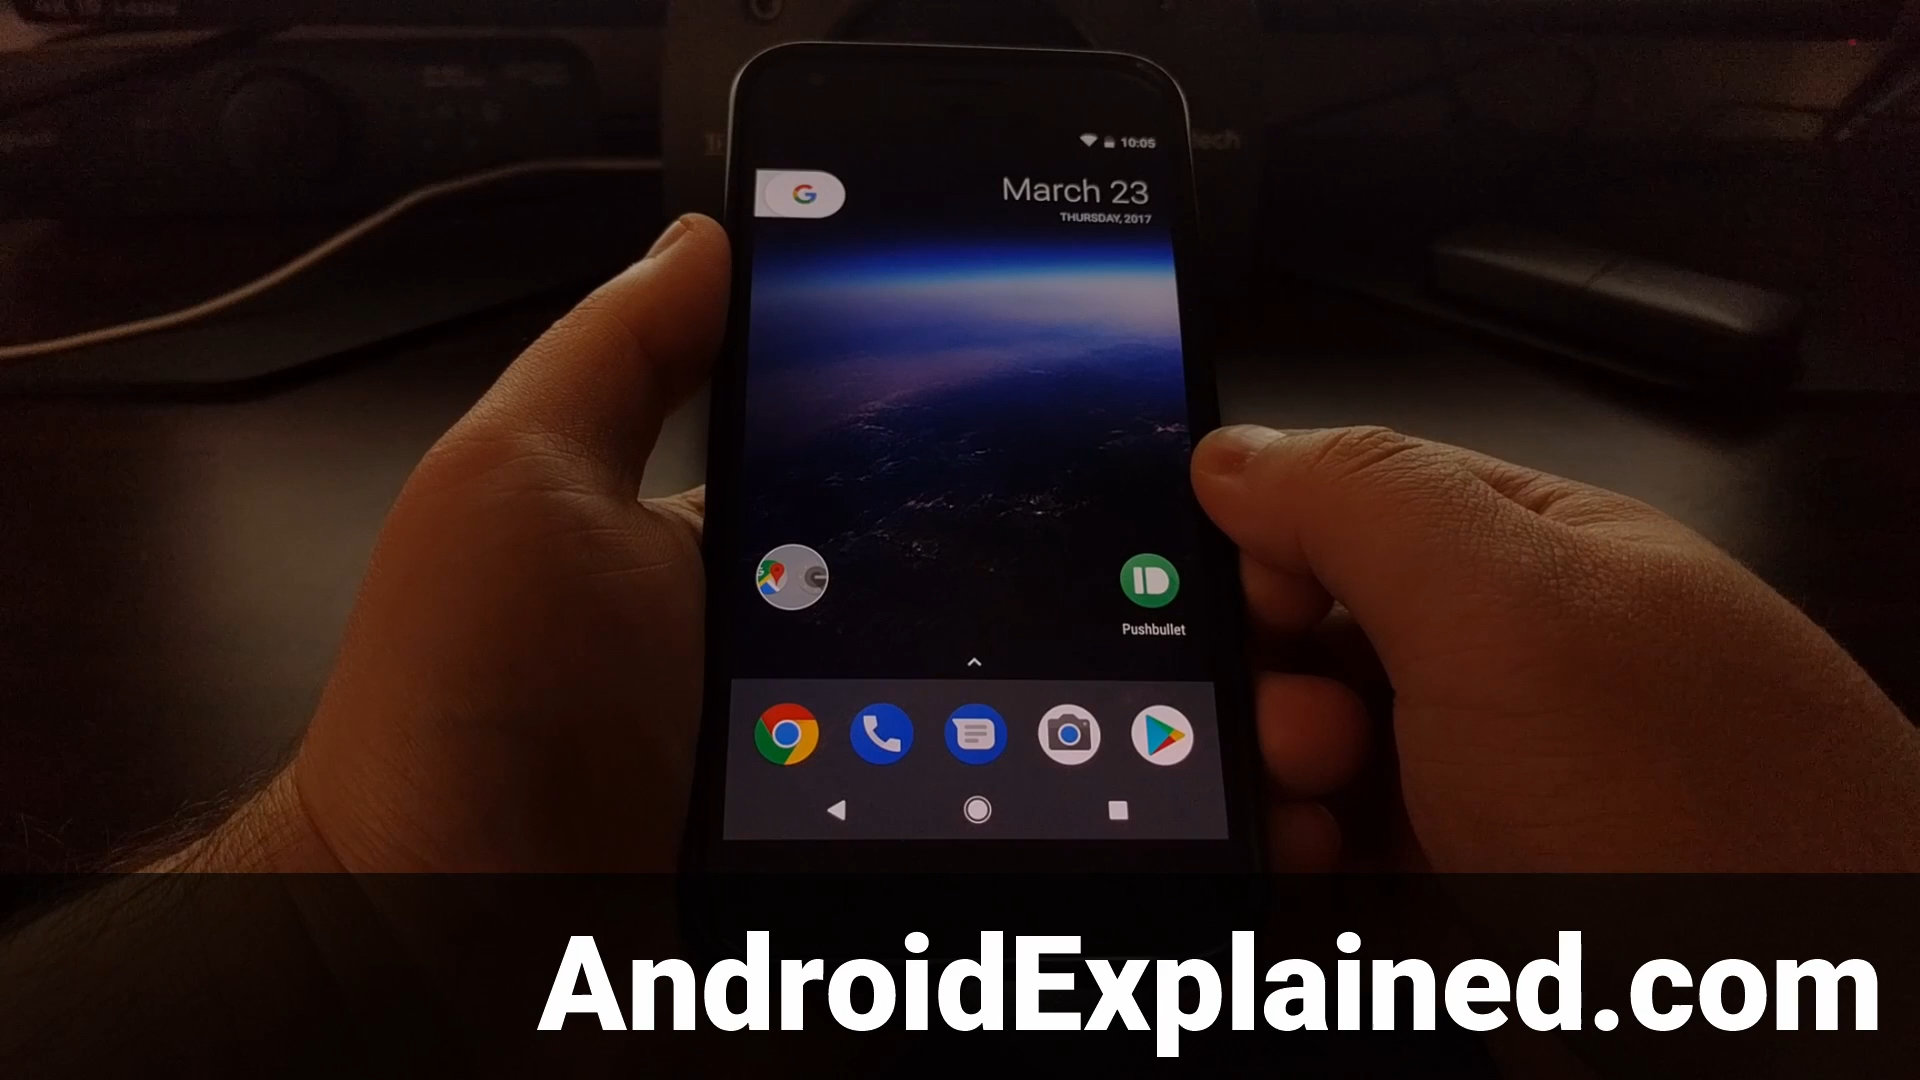 10:05
G
March 23
THURSDAY, 2017
Pushbullet
AndroidExplained.com